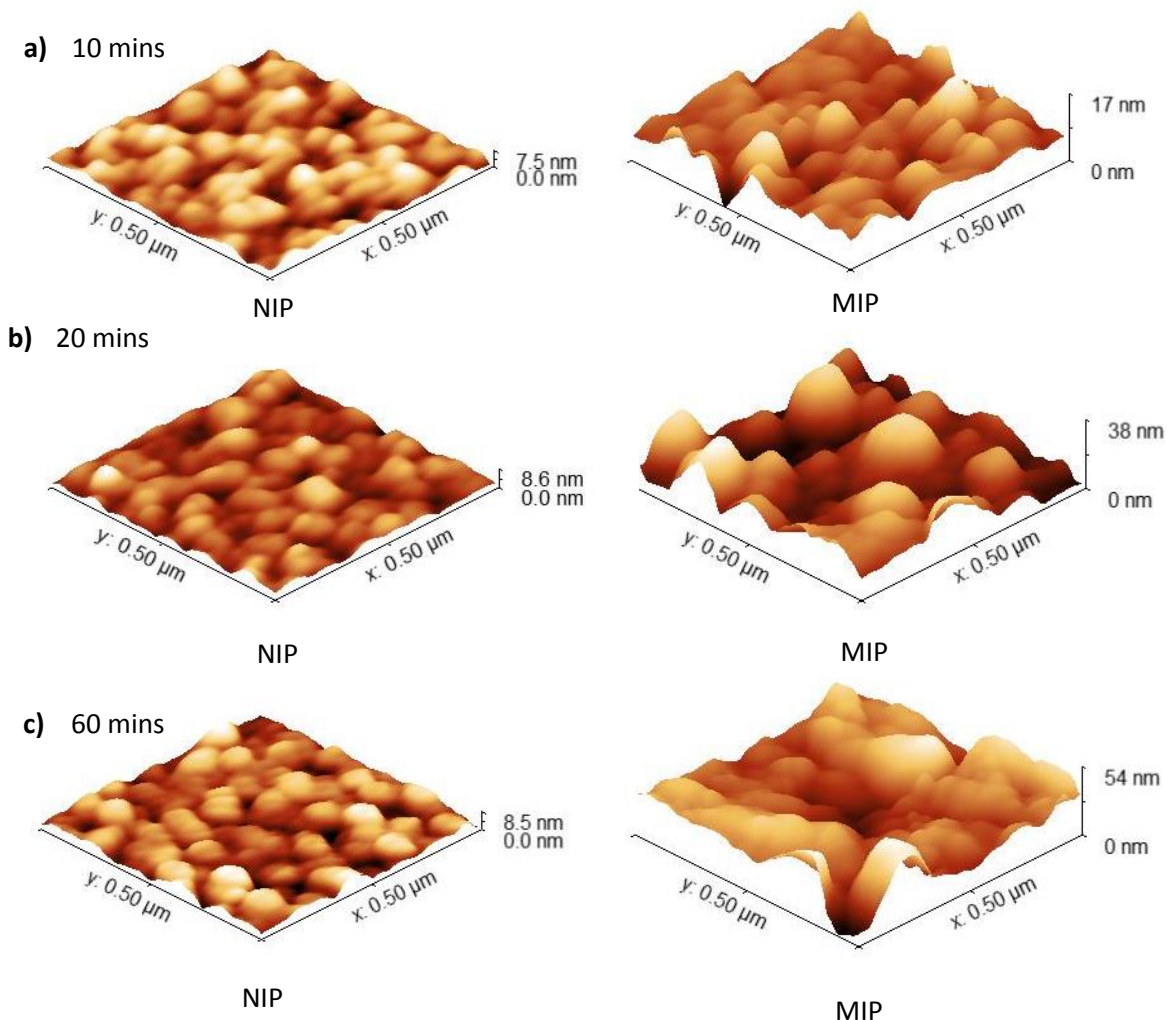 a) 10 mins
7.5 nm
0.0 nm
y: 0.50 µm
x: 0.50 µm
NIP
17 nm
0 nm
y: 0.50 µm
x: 0.50 µm
MIP
b) 20 mins
8.6 nm
0.0 nm
y: 0.50 µm
x: 0.50 µm
NIP
38 nm
0 nm
y: 0.50 µm
x: 0.50 µm
MIP
c) 60 mins
8.5 nm
0.0 nm
y: 0.50 µm
x: 0.50 µm
NIP
54 nm
0 nm
y: 0.50 µm
x: 0.50 µm
MIP